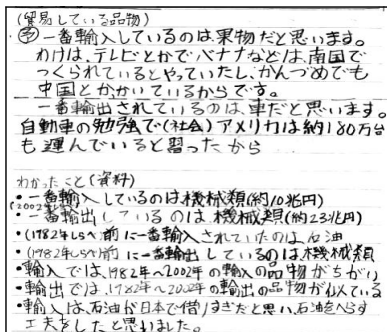 (貿易している品物)
予 一番輸入しているのは果物だと思います。
わけは、テレビとかでバナナなどは、南国で
つくられているとやっていたし、かんづめでも
中国とかかいているからです。
一番輸出されているのは、車だと思います。
自動車の勉強で(社会)アメリカは約180万台
も運んでいると習ったから
わかったこと(資料)
・一番輸入しているのは機械類(約10兆円)
(2002年)
・一番輸出しているのは機械類(約23兆円)
・(1982年しらべ)前に一番輸入されていたのは石油
・(1982年しらべ)前に一番輸出しているのは機械類
・輸入では、1982年〜2002年の輸入の品物がちがい
・輸出では、1982年〜2002年の輸出の品物が似ている
・輸入は、石油が日本で借りすぎだと思い、石油をへらす
工夫をしたと思いました。